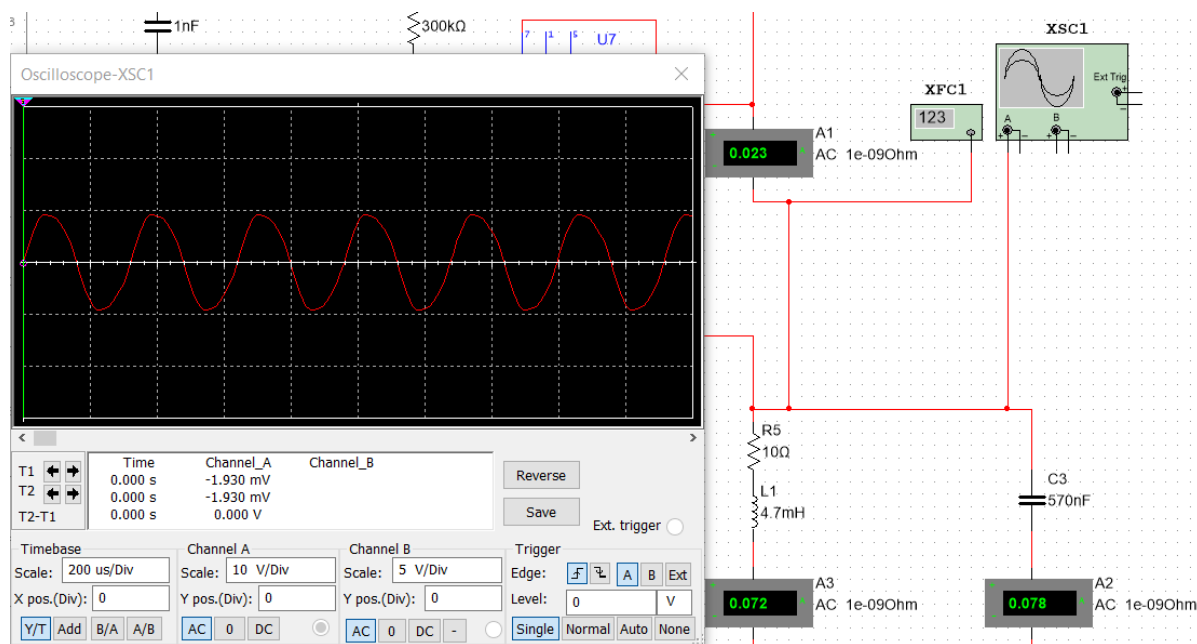 1nF
300kΩ
7 1 5 U7
XSC1
Oscilloscope-XSC1
Ext Trig
XFC1
123
A B
A1
0.023
AC 1e-09Ohm
R5
10Ω
L1
4.7mH
C3
570nF
Time Channel_A Channel_B
T1 0.000 s -1.930 mV
T2 0.000 s -1.930 mV
T2-T1 0.000 s 0.000 V
Reverse
Save
Ext. trigger
Timebase
Scale: 200 us/Div
X pos.(Div): 0
Y/T Add B/A A/B
Channel A
Scale: 10 V/Div
Y pos.(Div): 0
AC 0 DC
Channel B
Scale: 5 V/Div
Y pos.(Div): 0
AC 0 DC -
Trigger
Edge: A B Ext
Level: 0 V
Single Normal Auto None
A3
0.072
AC 1e-09Ohm
A2
0.078
AC 1e-09Ohm